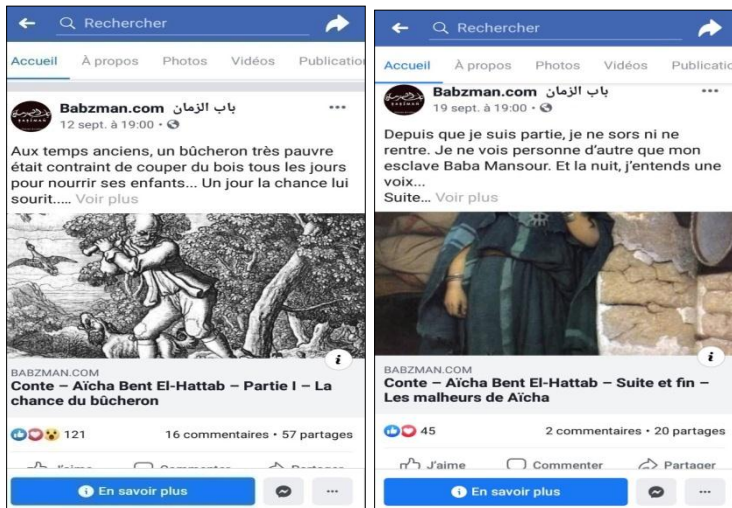 Rechercher
Accueil À propos Photos Vidéos Publication
Babzman.com باب الزمان
12 sept. à 19:00
Aux temps anciens, un bûcheron très pauvre
était contraint de couper du bois tous les jours
pour nourrir ses enfants... Un jour la chance lui
sourit..... Voir plus
BABZMAN.COM
Conte – Aïcha Bent El-Hattab – Partie I – La
chance du bûcheron
121 16 commentaires • 57 partages
J'aime Commenter Partager
En savoir plus
Rechercher
Accueil À propos Photos Vidéos Publicatio
Babzman.com باب الزمان
19 sept. à 19:00
Depuis que je suis partie, je ne sors ni ne
rentre. Je ne vois personne d'autre que mon
esclave Baba Mansour. Et la nuit, j'entends une
voix...
Suite... Voir plus
BABZMAN.COM
Conte – Aïcha Bent El-Hattab – Suite et fin –
Les malheurs de Aïcha
45 2 commentaires • 20 partages
J'aime Commenter Partager
En savoir plus